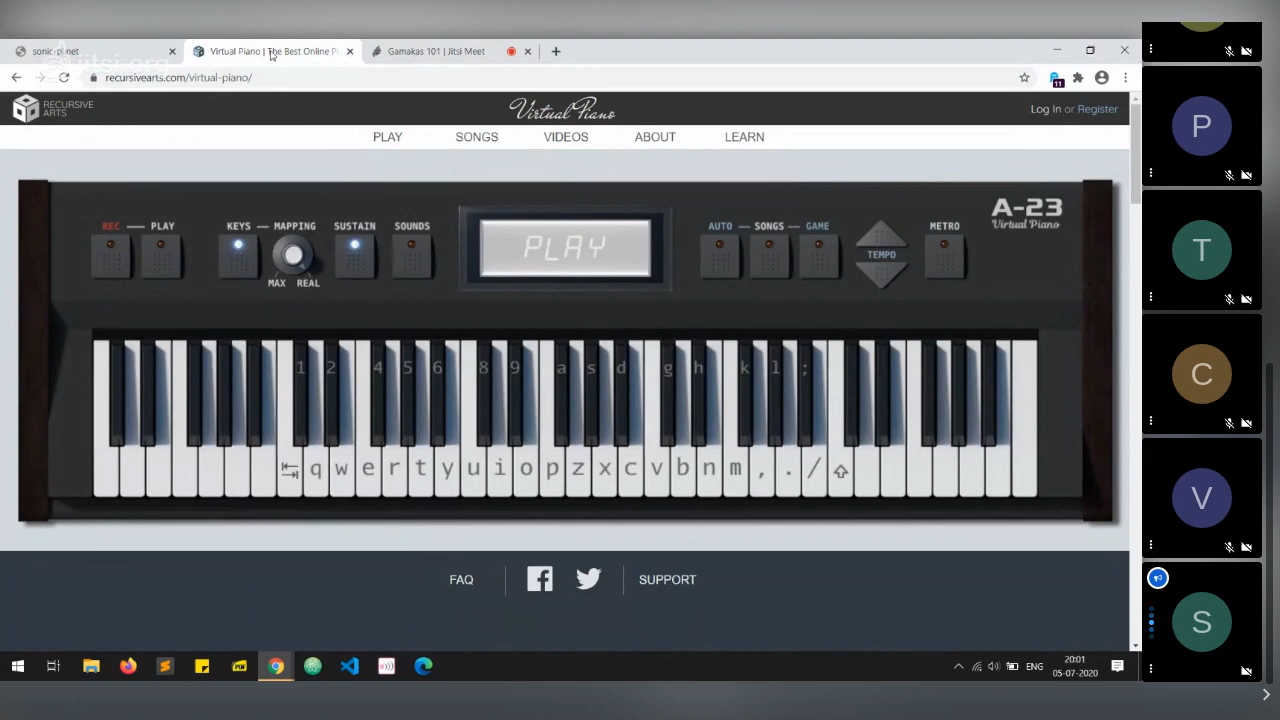 sonic-pi.net
Virtual Piano | The Best Online P
Gamakas 101 | Jitsi Meet
jitsi.org
recursivearts.com/virtual-piano/
11
RECURSIVE
ARTS
Virtual Piano
Log In or Register
PLAY SONGS VIDEOS ABOUT LEARN
A-23
Virtual Piano
REC PLAY KEYS MAPPING SUSTAIN SOUNDS AUTO SONGS GAME METRO
PLAY
TEMPO
MAX REAL
1 2 4 5 6 8 9 a s d g h k l ;
q w e r t y u i o p z x c v b n m , . /
FAQ SUPPORT
P
T
C
V
S
ENG
20:01
05-07-2020